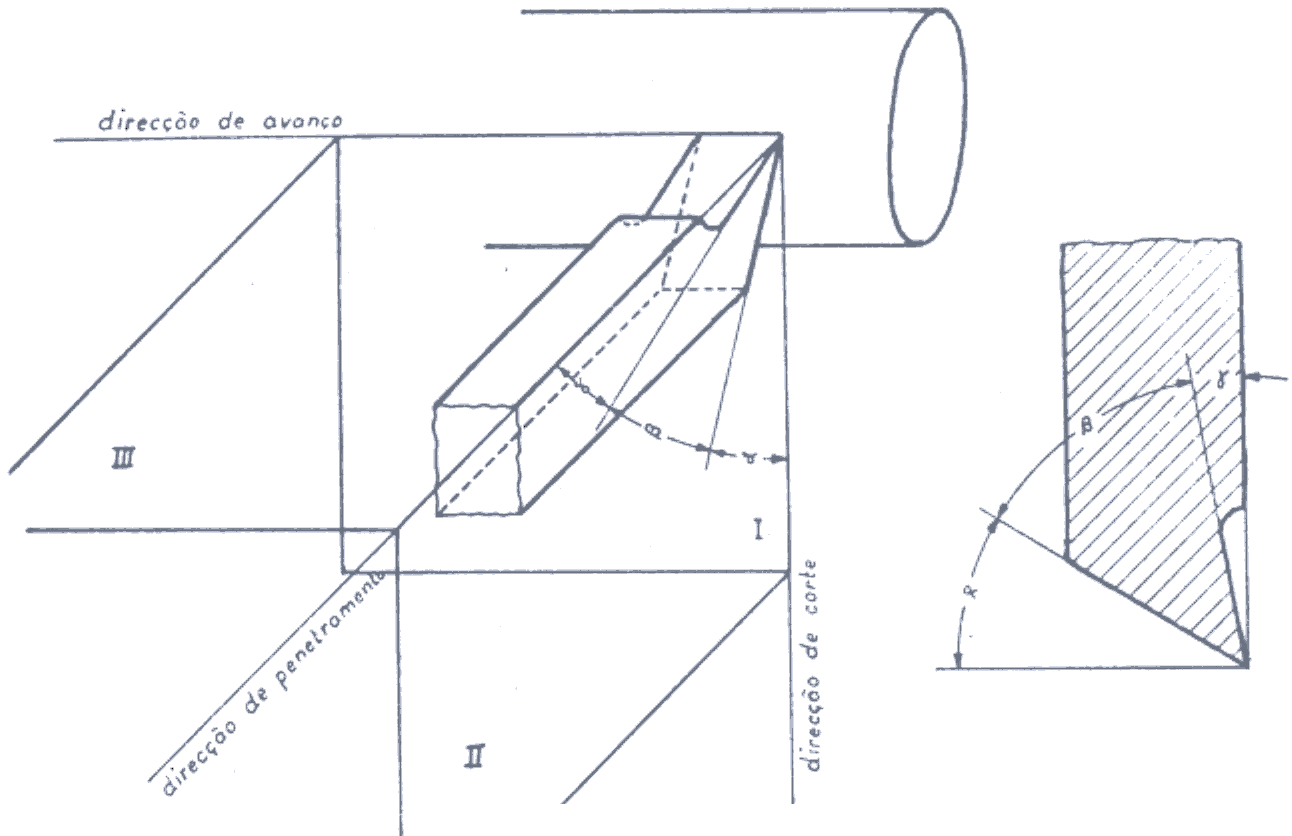 direcção de avanço
γ
β
α
III
I
direcção de penetramento
direcção de corte
II
γ
β
α